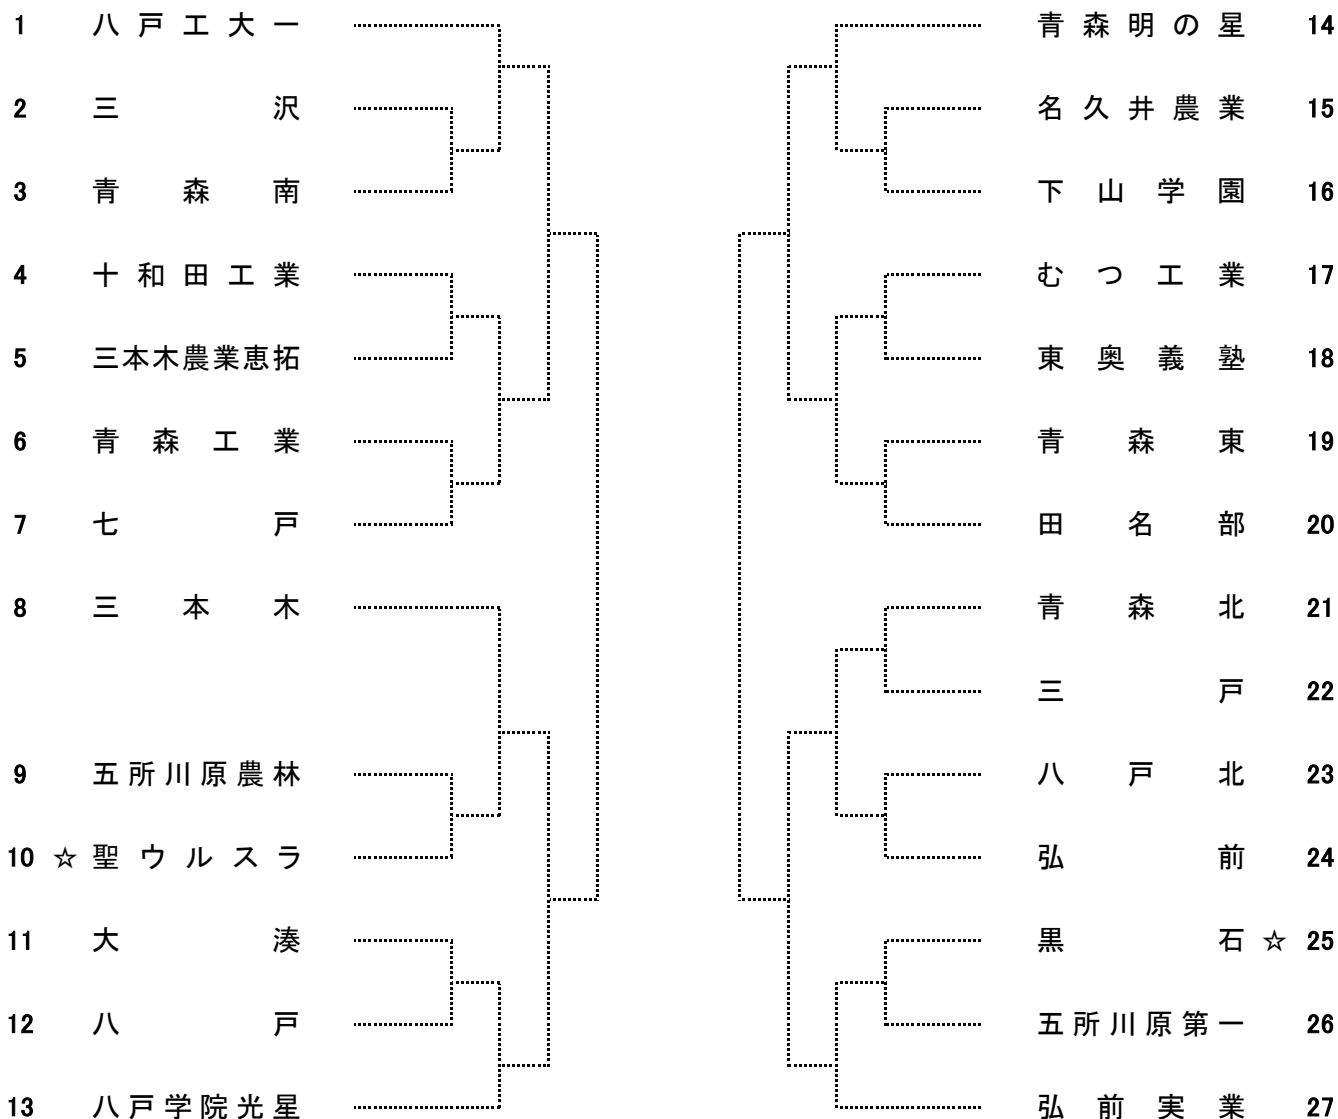 1 八戸工大一
2 三沢
3 青森南
4 十和田工業
5 三本木農業恵拓
6 青森工業
7 七戸
8 三本木
9 五所川原農林
10 ☆ 聖ウルスラ
11 大湊
12 八戸
13 八戸学院光星
青森明の星 14
名久井農業 15
下山学園 16
むつ工業 17
東奥義塾 18
青森東 19
田名部 20
青森北 21
三戸 22
八戸北 23
弘前 24
黒石 ☆ 25
五所川原第一 26
弘前実業 27